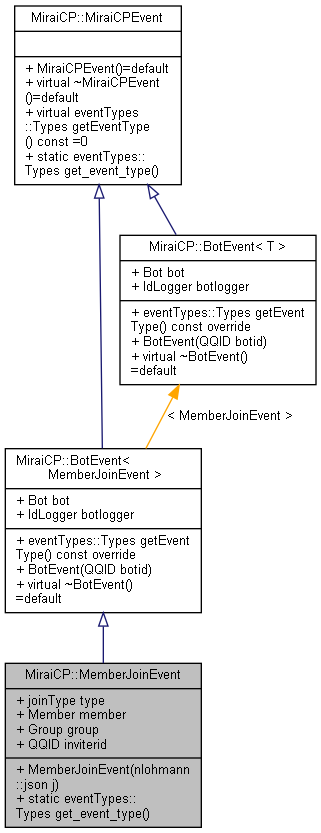 MiraiCP::MiraiCPEvent
+ MiraiCPEvent()=default
+ virtual ~MiraiCPEvent
()=default
+ virtual eventTypes
::Types getEventType
() const =0
+ static eventTypes::
Types get_event_type()
MiraiCP::BotEvent< T >
+ Bot bot
+ IdLogger botlogger
+ eventTypes::Types getEvent
Type() const override
+ BotEvent(QQID botid)
+ virtual ~BotEvent()
=default
< MemberJoinEvent >
MiraiCP::BotEvent<
MemberJoinEvent >
+ Bot bot
+ IdLogger botlogger
+ eventTypes::Types getEvent
Type() const override
+ BotEvent(QQID botid)
+ virtual ~BotEvent()
=default
MiraiCP::MemberJoinEvent
+ joinType type
+ Member member
+ Group group
+ QQID inviterid
+ MemberJoinEvent(nlohmann
::json j)
+ static eventTypes::
Types get_event_type()